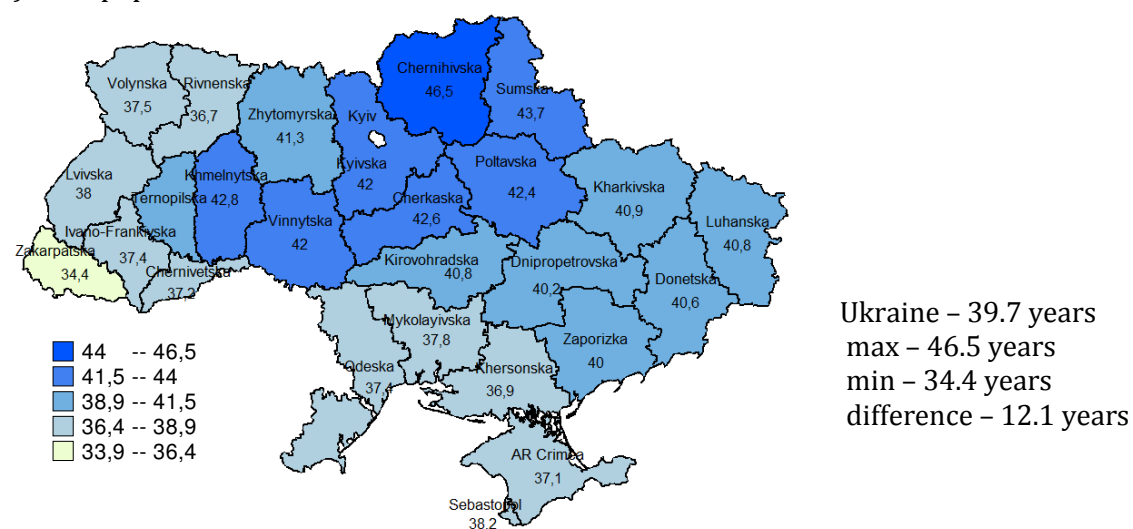 Chernihivska
46,5
Sumska
43,7
Volynska
37,5
Rivnenska
36,7
Zhytomyrska
41,3
Kyiv
Kyivska
42
Poltavska
42,4
Lvivska
38
Ternopilska
Khmelnytska
42,8
Vinnytska
42
Cherkaska
42,6
Kharkivska
40,9
Luhanska
40,8
Zakarpatska
34,4
Ivano-Frankivska
37,4
Chernivetska
37,2
Kirovohradska
40,8
Dnipropetrovska
40,2
Donetska
40,6
Mykolayivska
37,8
Zaporizka
40
Odeska
37,4
Khersonska
36,9
AR Crimea
37,1
Sebastopol
38,2
44 -- 46,5
41,5 -- 44
38,9 -- 41,5
36,4 -- 38,9
33,9 -- 36,4
Ukraine – 39.7 years
max – 46.5 years
min – 34.4 years
difference – 12.1 years